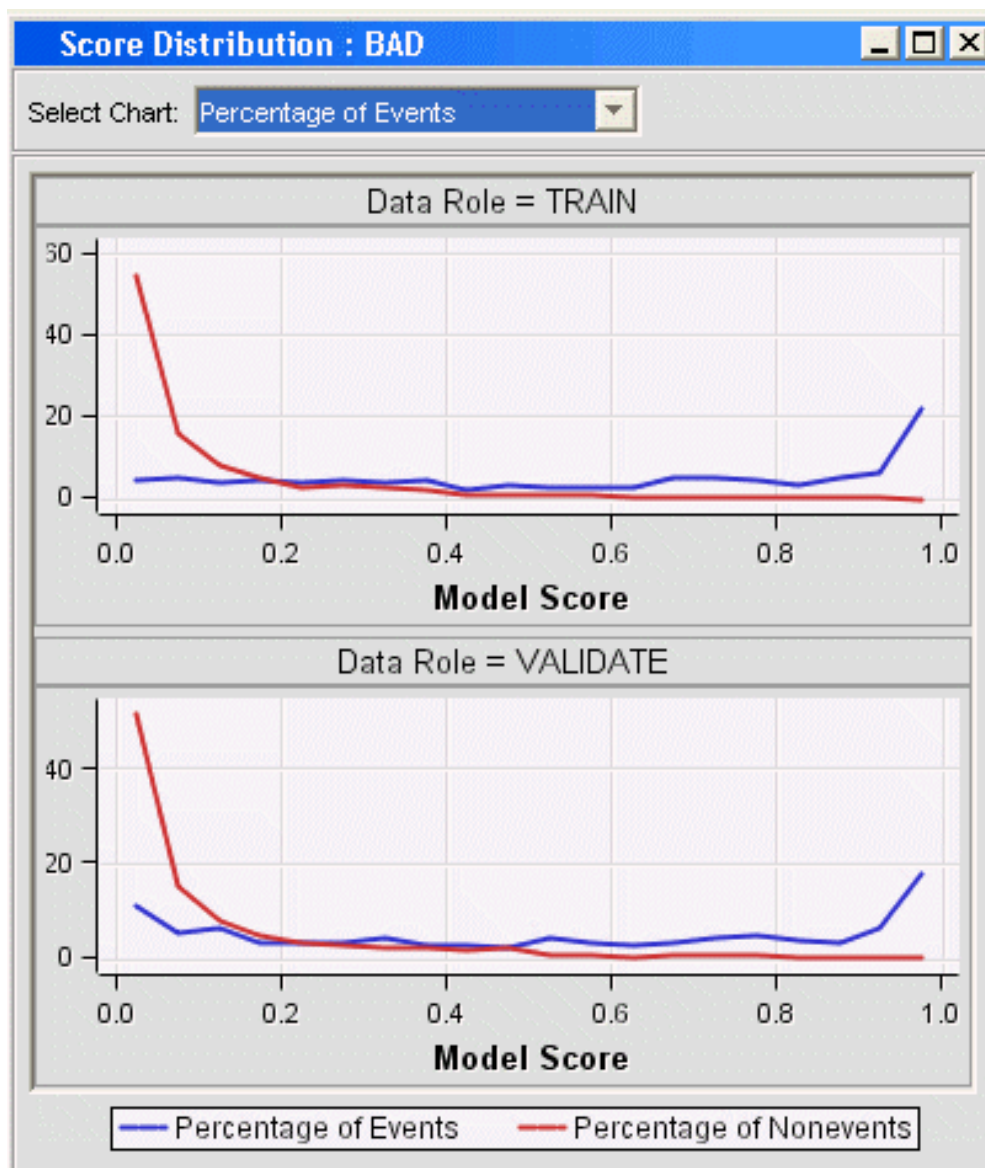 Score Distribution : BAD
Select Chart: Percentage of Events
Data Role = TRAIN
60
40
20
0
0.0 0.2 0.4 0.6 0.8 1.0
Model Score
Data Role = VALIDATE
40
20
0
0.0 0.2 0.4 0.6 0.8 1.0
Model Score
Percentage of Events Percentage of Nonevents